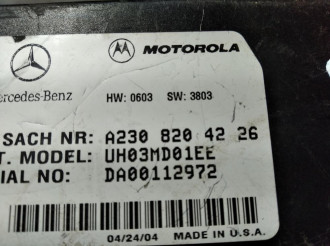 MOTOROLA
ercedes-Benz HW: 0603 SW: 3803
SACH NR: A230 820 42 26
T. MODEL: UH03MD01EE
IAL NO: DA00112972
04/24/04 MADE IN U.S.A.